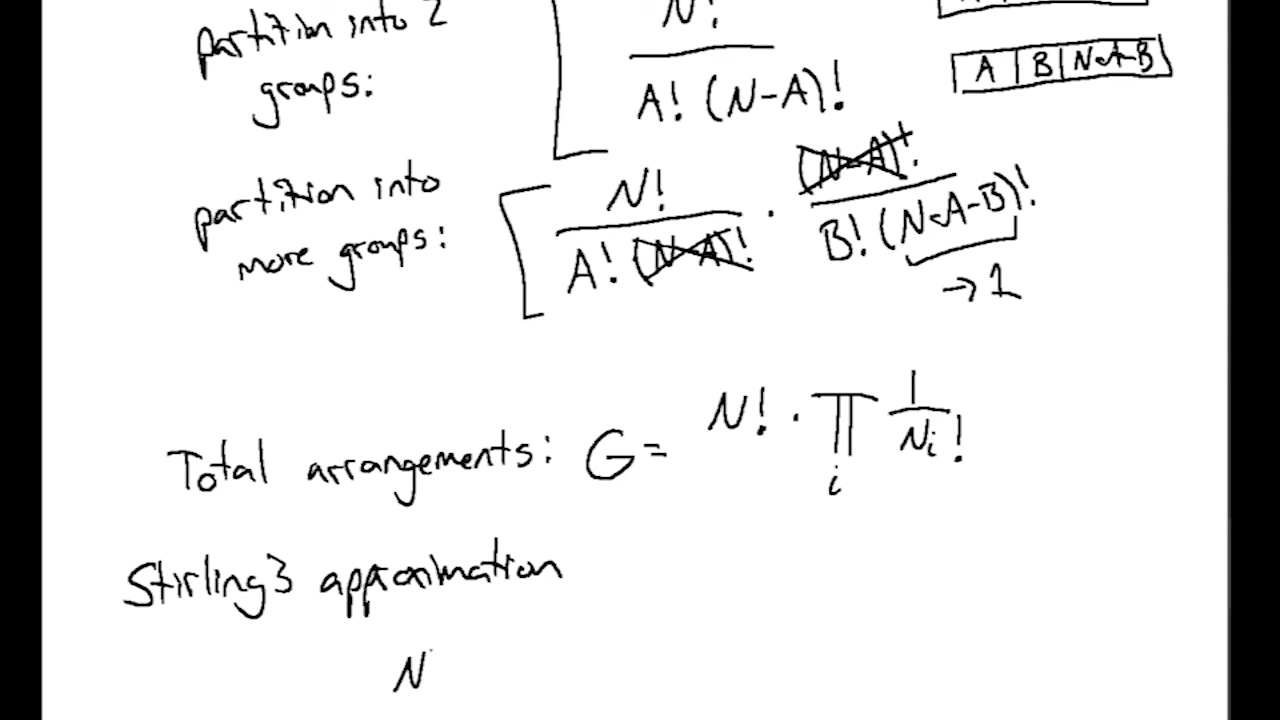 partition into 2
groups:
N!
A! (N-A)!
A | B | N-A-B
partition into
more groups:
N!
A! (N-A)!
·
(N-A)!
B! (N-A-B)!
→ 1
Total arrangements: G = N! · ∏ 1
i
Ni!
Stirling's approximation
N